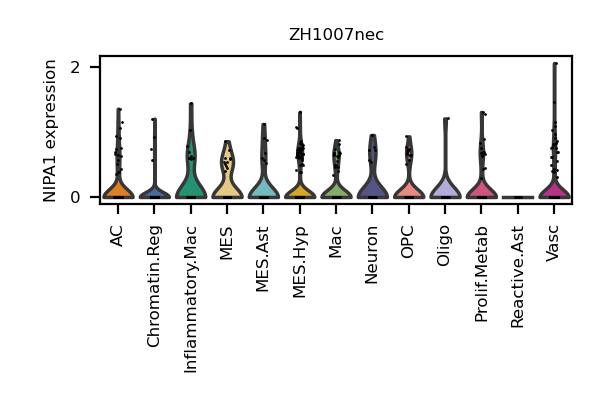 ZH1007nec
NIPA1 expression
2
0
AC
Chromatin.Reg
Inflammatory.Mac
MES
MES.Ast
MES.Hyp
Mac
Neuron
OPC
Oligo
Prolif.Metab
Reactive.Ast
Vasc